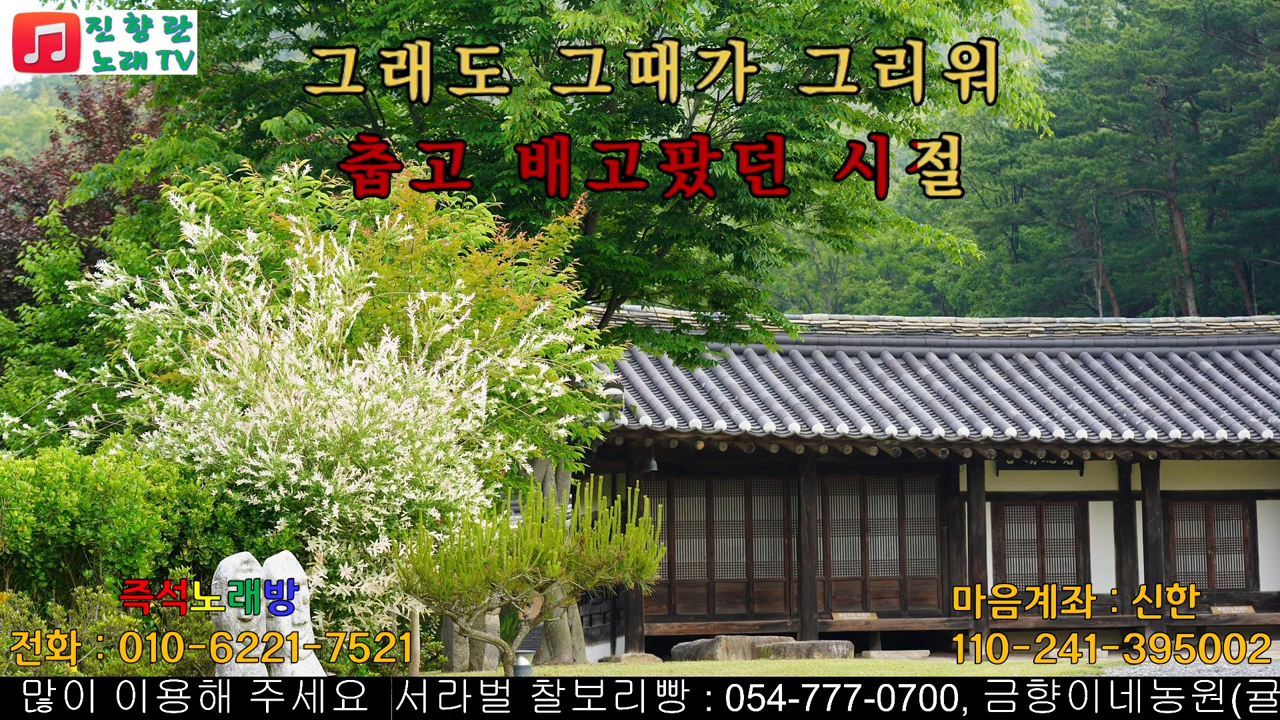 진향란
노래TV
그래도 그때가 그리워
춥고 배고팠던 시절
즉석노래방
전화 : 010-6221-7521
마음계좌 : 신한
110-241-395002
많이 이용해 주세요 서라벌 찰보리빵 : 054-777-0700, 금향이네농원(귤